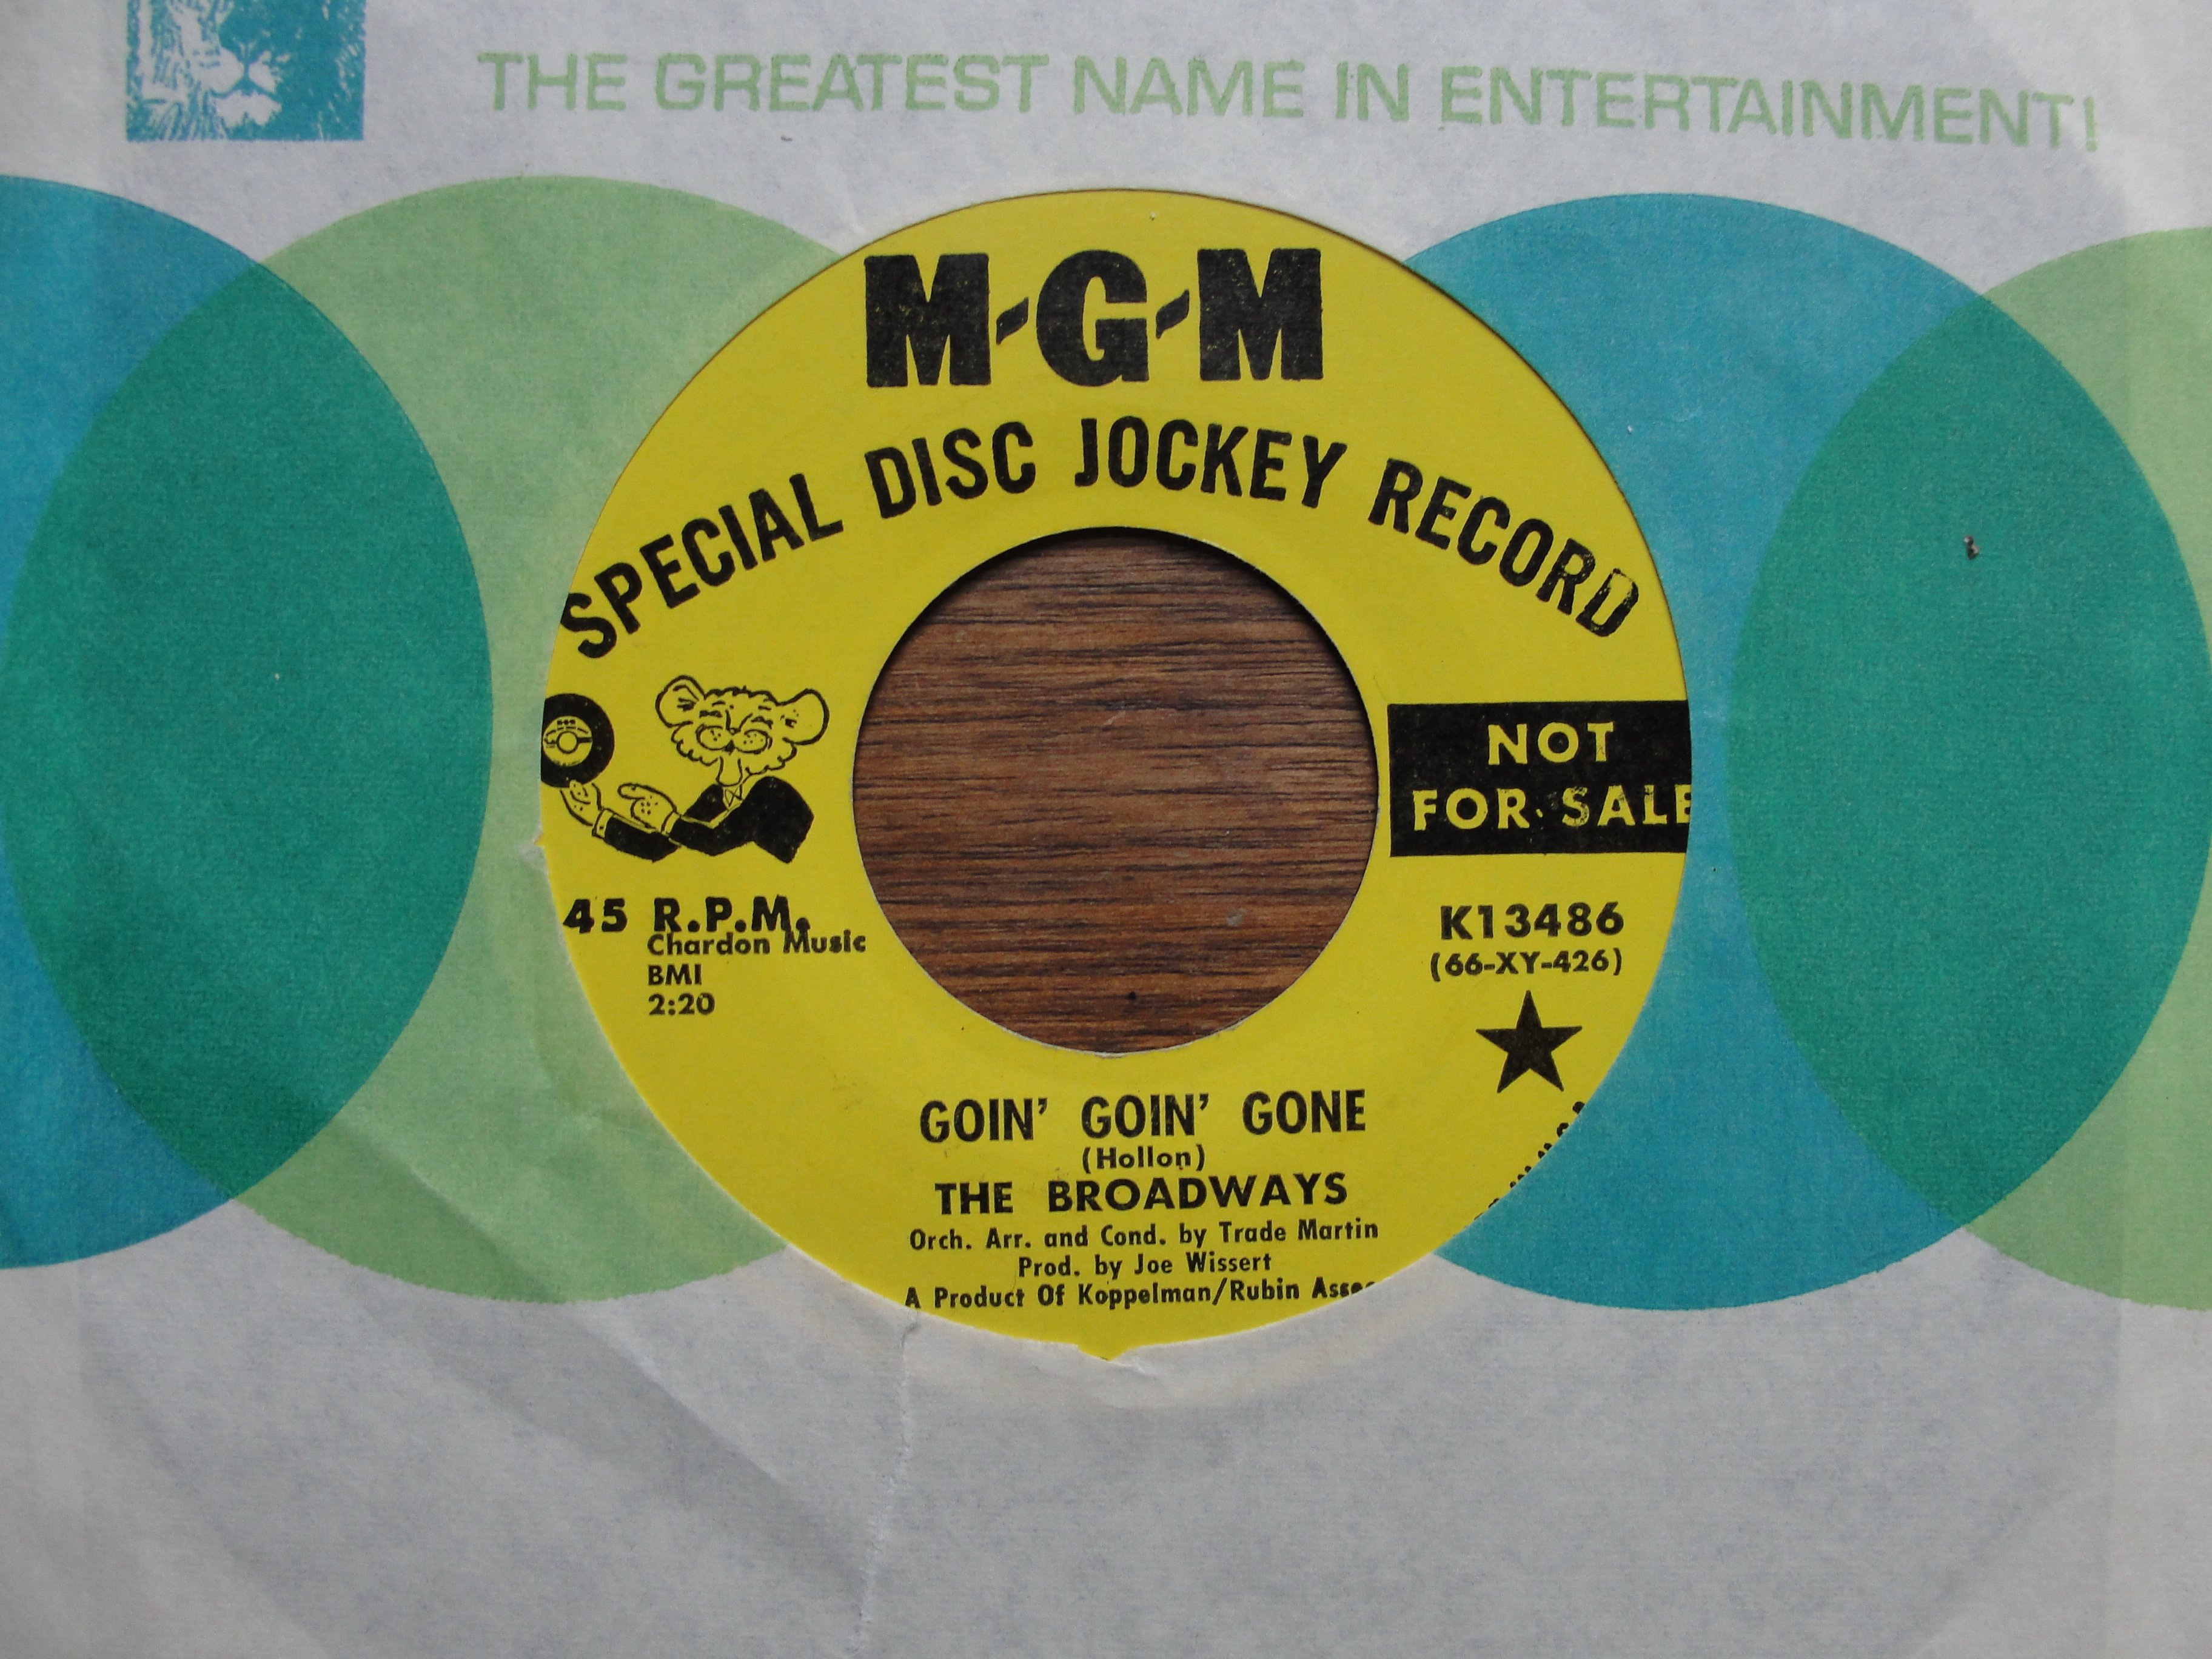 THE GREATEST NAME IN ENTERTAINMENT!
M-G-M
SPECIAL DISC JOCKEY RECORD
NOT
FOR SALE
45 R.P.M.
Chardon Music
BMI
2:20
K13486
(66-XY-426)
GOIN' GOIN' GONE
(Hollon)
THE BROADWAYS
Orch. Arr. and Cond. by Trade Martin
Prod. by Joe Wissert
A Product Of Koppelman/Rubin